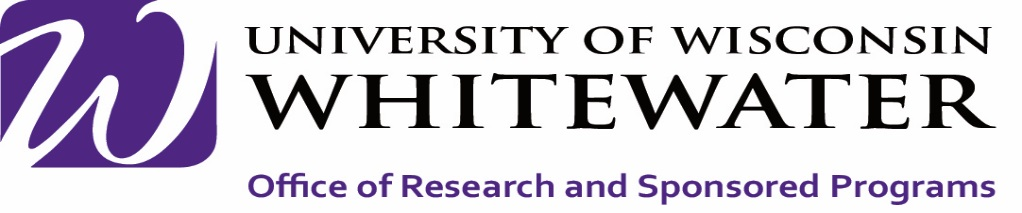 W
UNIVERSITY OF WISCONSIN
WHITEWATER
Office of Research and Sponsored Programs